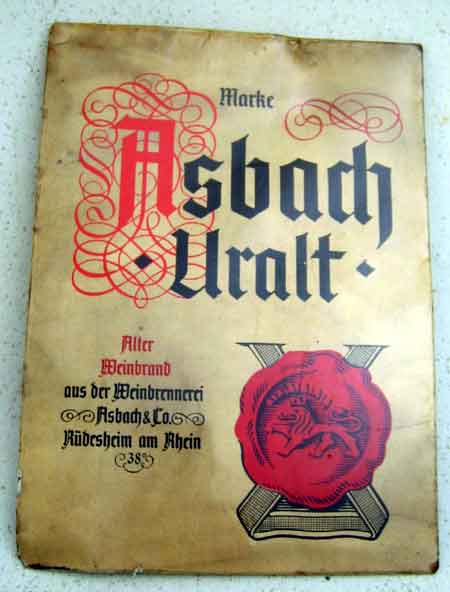 Marke
Asbach
· Uralt ·
Alter
Weinbrand
aus der Weinbrennerei
Asbach & Co.
Rüdesheim am Rhein
38%